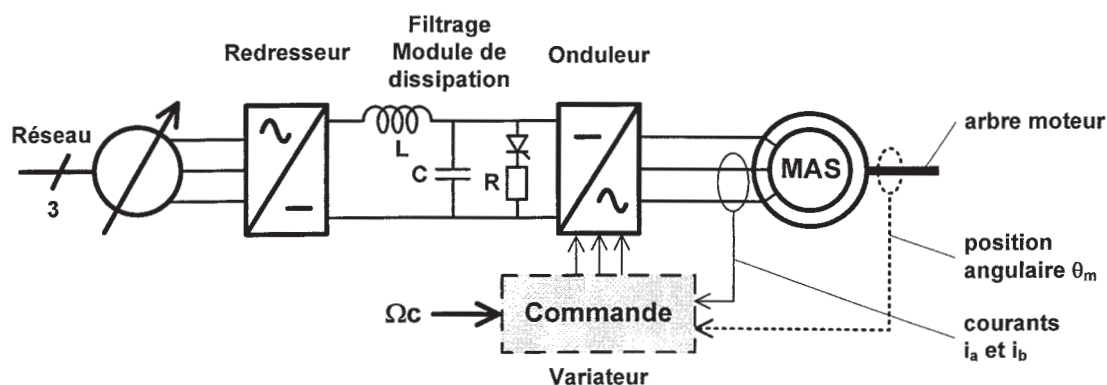 Filtrage
Module de
dissipation
Redresseur
Onduleur
Réseau
3
L
C
R
MAS
arbre moteur
position
angulaire θm
Ωc
Commande
Variateur
courants
ia et ib